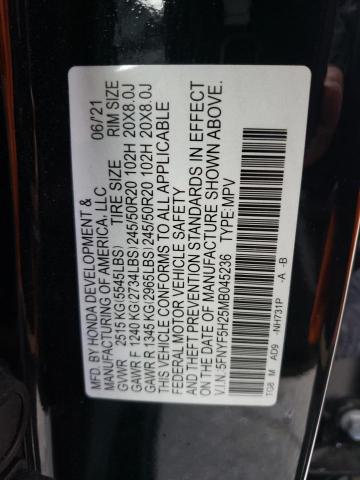 MFD. BY HONDA DEVELOPMENT & 06/21
MANUFACTURING OF AMERICA, LLC
GVWR 2515 KG(5545LBS) TIRE SIZE RIM SIZE
GAWR F 1240 KG(2734LBS)245/50R20 102H 20X8.0J
GAWR R 1345 KG(2965LBS)245/50R20 102H 20X8.0J
THIS VEHICLE CONFORMS TO ALL APPLICABLE
FEDERAL MOTOR VEHICLE SAFETY
AND THEFT PREVENTION STANDARDS IN EFFECT
ON THE DATE OF MANUFACTURE SHOWN ABOVE.
V.I.N:5FNYF5H25MB045236 TYPE:MPV
TG8 M AD9 -NH731P -A -B